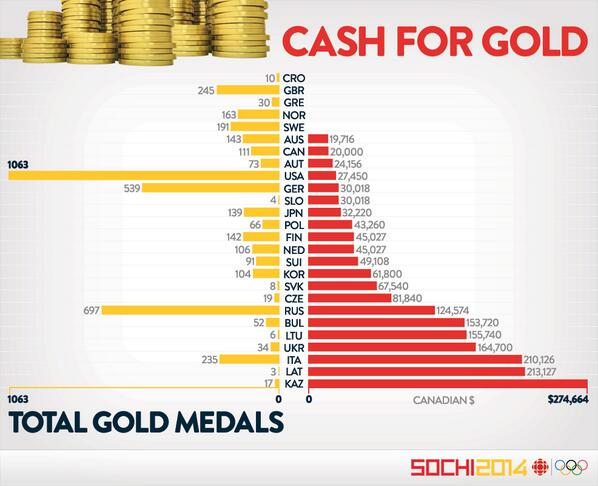 CASH FOR GOLD
10 CRO
245 GBR
30 GRE
163 NOR
191 SWE
143 AUS 19,716
111 CAN 20,000
73 AUT 24,156
1063 USA 27,450
539 GER 30,018
4 SLO 30,018
139 JPN 32,220
66 POL 43,260
142 FIN 45,027
106 NED 45,027
91 SUI 49,108
104 KOR 61,800
8 SVK 67,540
19 CZE 81,840
697 RUS 124,574
52 BUL 153,720
6 LTU 155,740
34 UKR 164,700
235 ITA 210,126
3 LAT 213,127
17 KAZ
1063 0 0 CANADIAN $ $274,664
TOTAL GOLD MEDALS
SOCHI2014